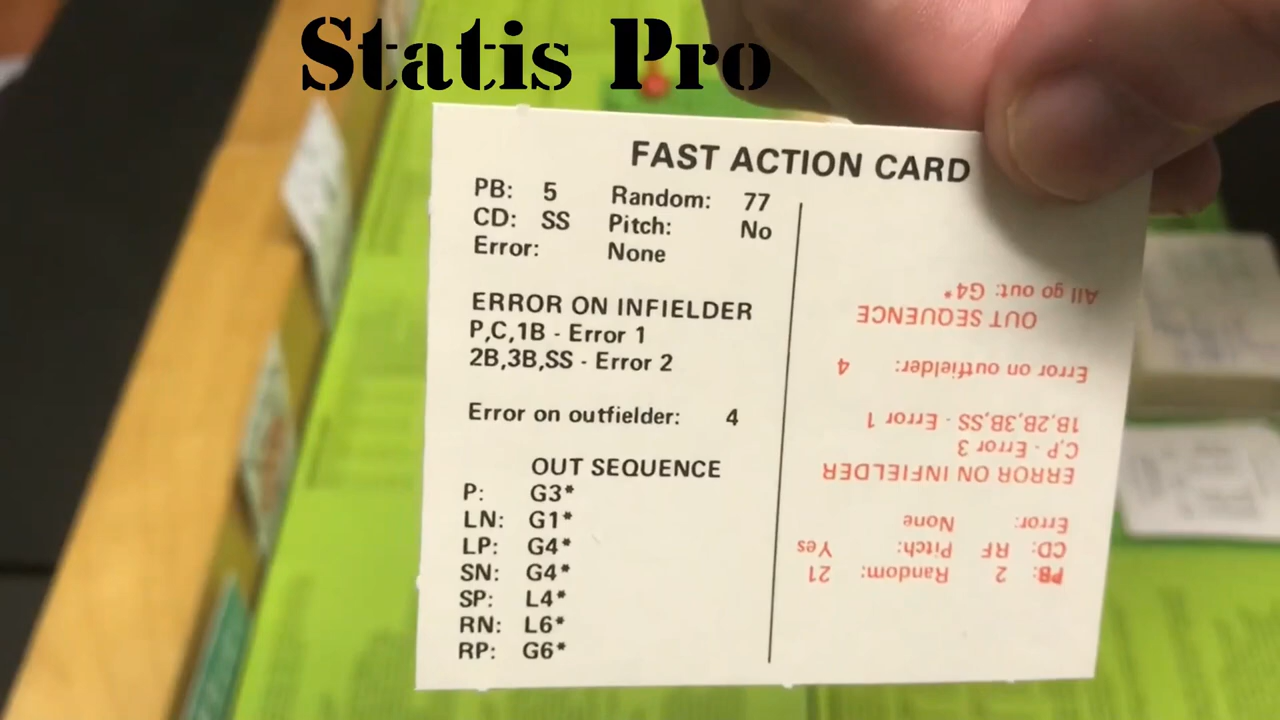 Statis Pro
FAST ACTION CARD
PB: 5 Random: 77
CD: SS Pitch: No
Error: None
ERROR ON INFIELDER
P,C,1B - Error 1
2B,3B,SS - Error 2
Error on outfielder: 4
OUT SEQUENCE
P: G3*
LN: G1*
LP: G4*
SN: G4*
SP: L4*
RN: L6*
RP: G6*
PB: 2 Random: 21
CD: RF Pitch: Yes
Error: None
ERROR ON INFIELDER
C,P - Error 3
1B,2B,3B,SS - Error 1
Error on outfielder: 4
OUT SEQUENCE
All go out: G4*